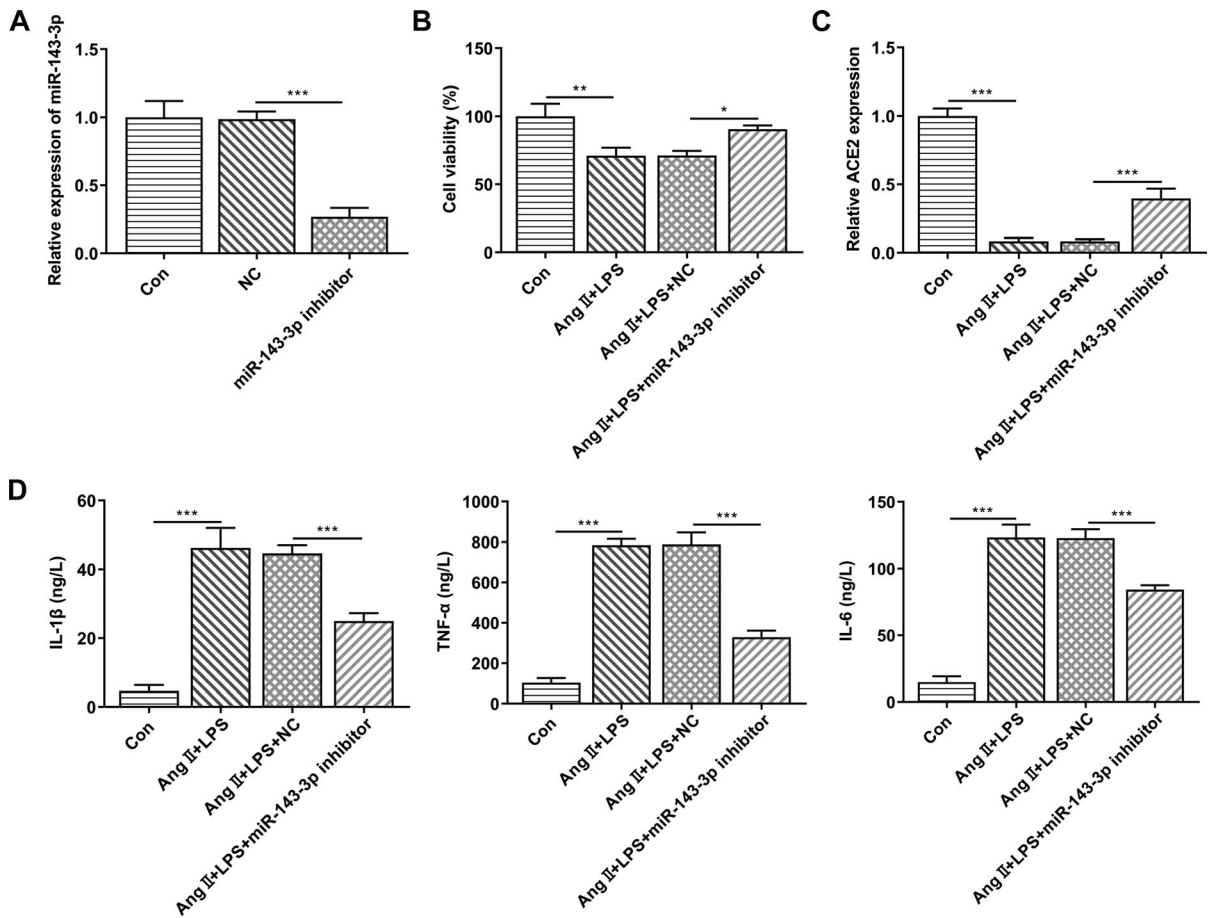 A
Relative expression of miR-143-3p
1.5
1.0
0.5
0.0
***
Con
NC
miR-143-3p inhibitor
B
Cell viability (%)
150
100
50
0
**
*
Con
Ang II+LPS
Ang II+LPS+NC
Ang II+LPS+miR-143-3p inhibitor
C
Relative ACE2 expression
1.5
1.0
0.5
0.0
***
***
Con
Ang II+LPS
Ang II+LPS+NC
Ang II+LPS+miR-143-3p inhibitor
D
IL-1β (ng/L)
60
40
20
0
***
***
Con
Ang II+LPS
Ang II+LPS+NC
Ang II+LPS+miR-143-3p inhibitor
TNF-α (ng/L)
1000
800
600
400
200
0
***
***
Con
Ang II+LPS
Ang II+LPS+NC
Ang II+LPS+miR-143-3p inhibitor
IL-6 (ng/L)
150
100
50
0
***
***
Con
Ang II+LPS
Ang II+LPS+NC
Ang II+LPS+miR-143-3p inhibitor